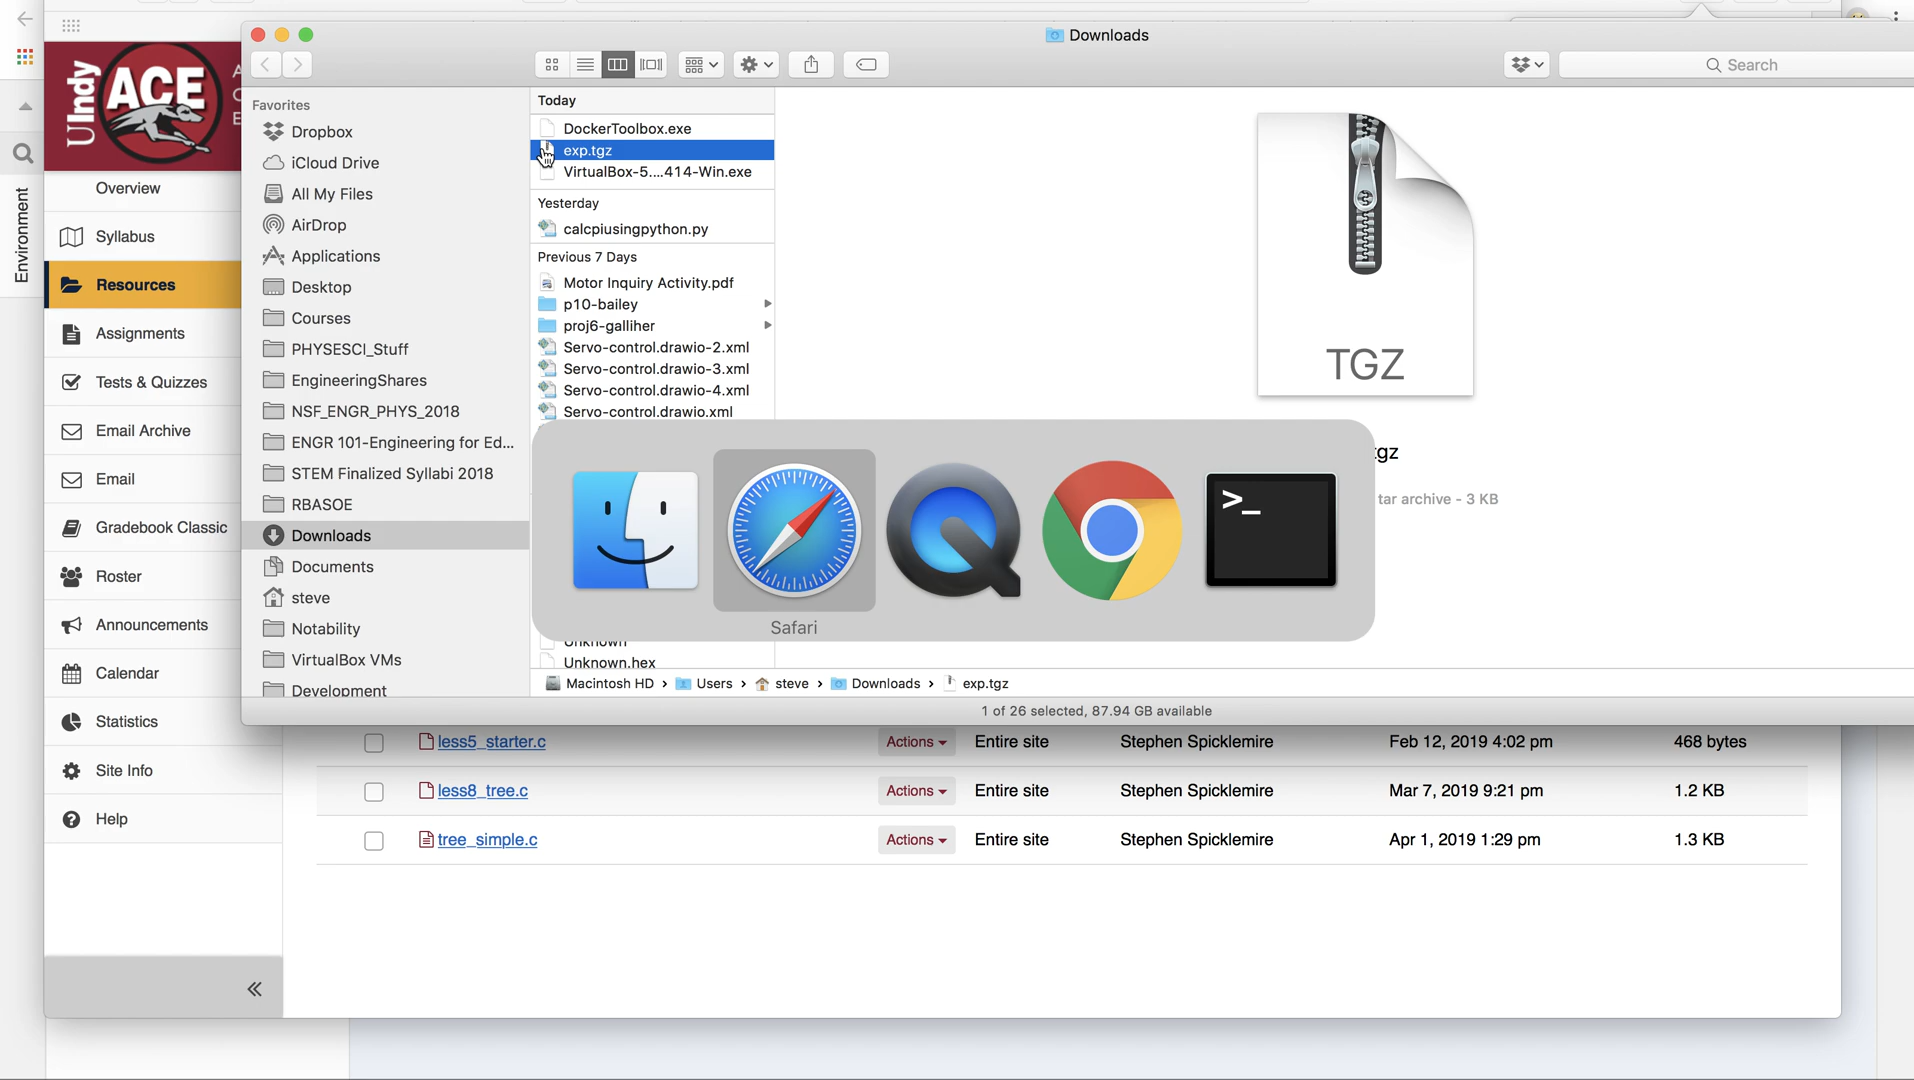 Downloads
Search
UIndy
ACE
A
C
E
Environment
Overview
Syllabus
Resources
Assignments
Tests & Quizzes
Email Archive
Email
Gradebook Classic
Roster
Announcements
Calendar
Statistics
Site Info
Help
Favorites
Dropbox
iCloud Drive
All My Files
AirDrop
Applications
Desktop
Courses
PHYSESCI_Stuff
EngineeringShares
NSF_ENGR_PHYS_2018
ENGR 101-Engineering for Ed...
STEM Finalized Syllabi 2018
RBASOE
Downloads
Documents
steve
Notability
VirtualBox VMs
Development
Today
DockerToolbox.exe
exp.tgz
VirtualBox-5....414-Win.exe
Yesterday
calcpiusingpython.py
Previous 7 Days
Motor Inquiry Activity.pdf
p10-bailey
proj6-galliher
Servo-control.drawio-2.xml
Servo-control.drawio-3.xml
Servo-control.drawio-4.xml
Servo-control.drawio.xml
Unknown
Unknown.hex
TGZ
tgz
tar archive - 3 KB
>_
Safari
Macintosh HD › Users › steve › Downloads › exp.tgz
1 of 26 selected, 87.94 GB available
less5_starter.c Actions Entire site Stephen Spicklemire Feb 12, 2019 4:02 pm 468 bytes
less8_tree.c Actions Entire site Stephen Spicklemire Mar 7, 2019 9:21 pm 1.2 KB
tree_simple.c Actions Entire site Stephen Spicklemire Apr 1, 2019 1:29 pm 1.3 KB